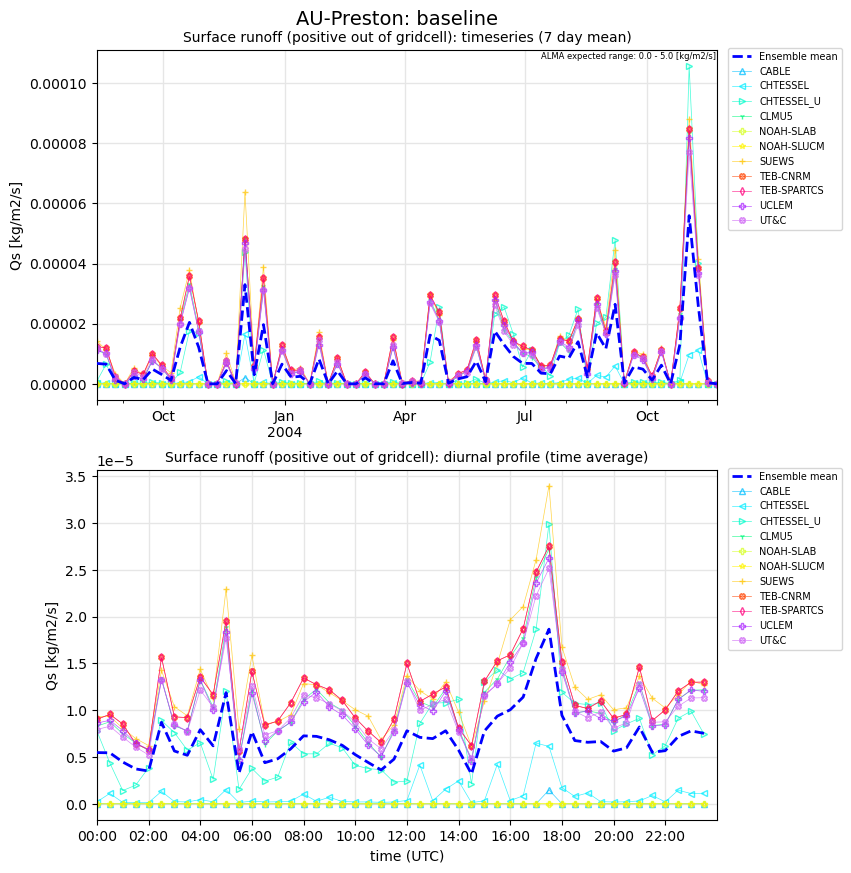 AU-Preston: baseline
Surface runoff (positive out of gridcell): timeseries (7 day mean)
ALMA expected range: 0.0 - 5.0 [kg/m2/s]
Qs [kg/m2/s]
0.00010
0.00008
0.00006
0.00004
0.00002
0.00000
Oct
Jan
2004
Apr
Jul
Oct
Ensemble mean
CABLE
CHTESSEL
CHTESSEL_U
CLMU5
NOAH-SLAB
NOAH-SLUCM
SUEWS
TEB-CNRM
TEB-SPARTCS
UCLEM
UT&C
Surface runoff (positive out of gridcell): diurnal profile (time average)
1e−5
Qs [kg/m2/s]
3.5
3.0
2.5
2.0
1.5
1.0
0.5
0.0
00:00
02:00
04:00
06:00
08:00
10:00
12:00
14:00
16:00
18:00
20:00
22:00
time (UTC)
Ensemble mean
CABLE
CHTESSEL
CHTESSEL_U
CLMU5
NOAH-SLAB
NOAH-SLUCM
SUEWS
TEB-CNRM
TEB-SPARTCS
UCLEM
UT&C